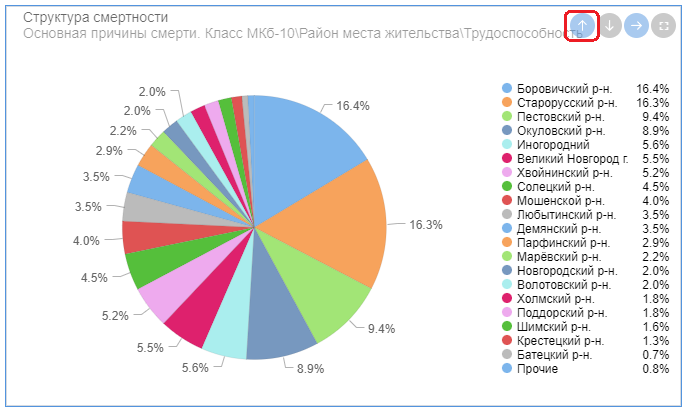 Структура смертности
Основная причины смерти. Класс МКб-10\Район места жительства\Трудоспособность
2.0%
2.0%
2.2%
2.9%
3.5%
3.5%
4.0%
4.5%
5.2%
5.5%
5.6%
8.9%
9.4%
16.3%
16.4%
Боровичский р-н. 16.4%
Старорусский р-н. 16.3%
Пестовский р-н. 9.4%
Окуловский р-н. 8.9%
Иногородний 5.6%
Великий Новгород г. 5.5%
Хвойнинский р-н. 5.2%
Солецкий р-н. 4.5%
Мошенской р-н. 4.0%
Любытинский р-н. 3.5%
Демянский р-н. 3.5%
Парфинский р-н. 2.9%
Марёвский р-н. 2.2%
Новгородский р-н. 2.0%
Волотовский р-н. 2.0%
Холмский р-н. 1.8%
Поддорский р-н. 1.8%
Шимский р-н. 1.6%
Крестецкий р-н. 1.3%
Батецкий р-н. 0.7%
Прочие 0.8%